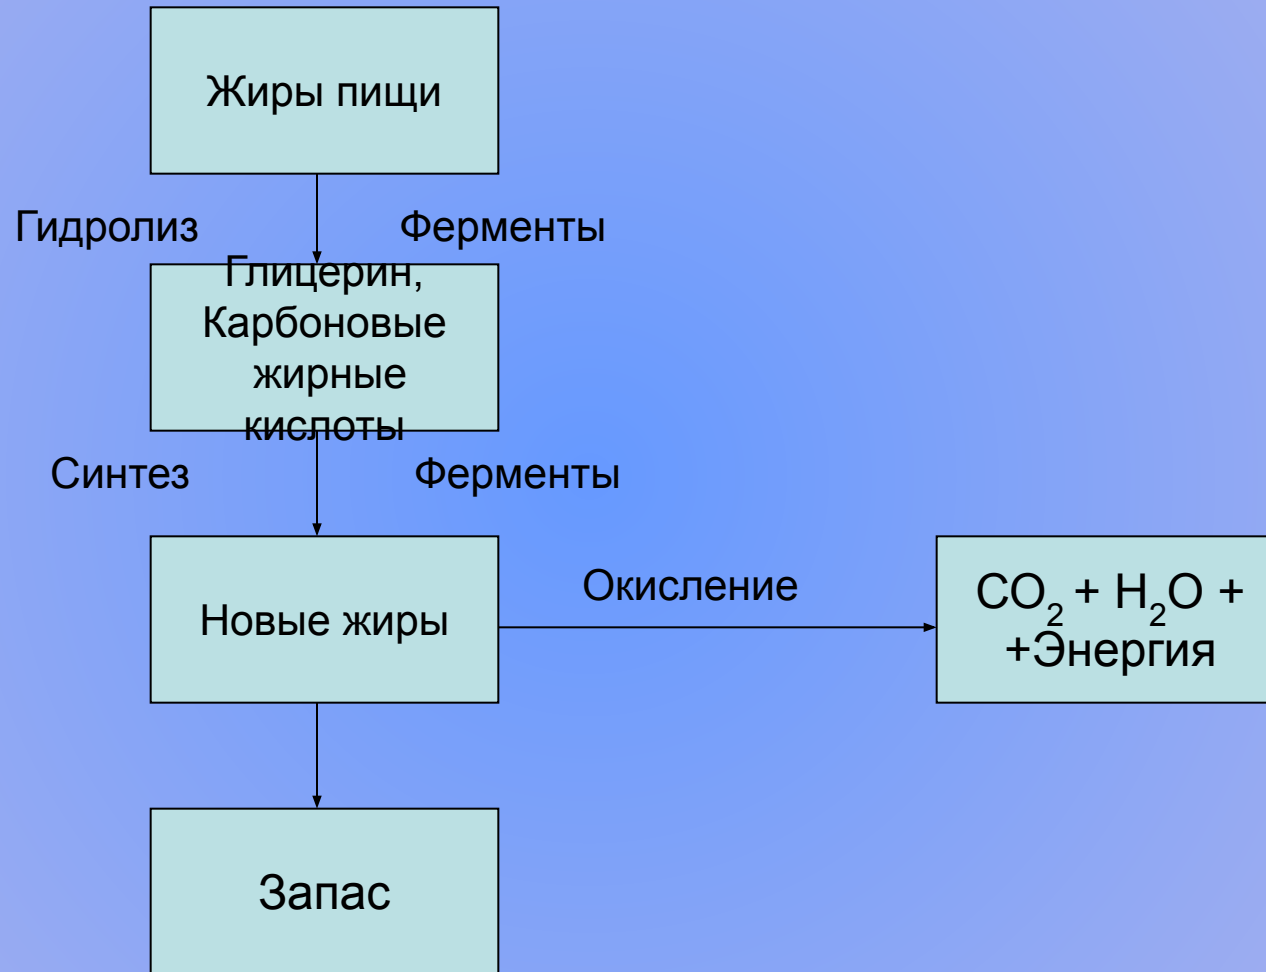 Жиры пищи
Гидролиз
Ферменты
Глицерин,
Карбоновые
жирные
кислоты
Синтез
Ферменты
Новые жиры
Окисление
CO₂ + H₂O +
+Энергия
Запас